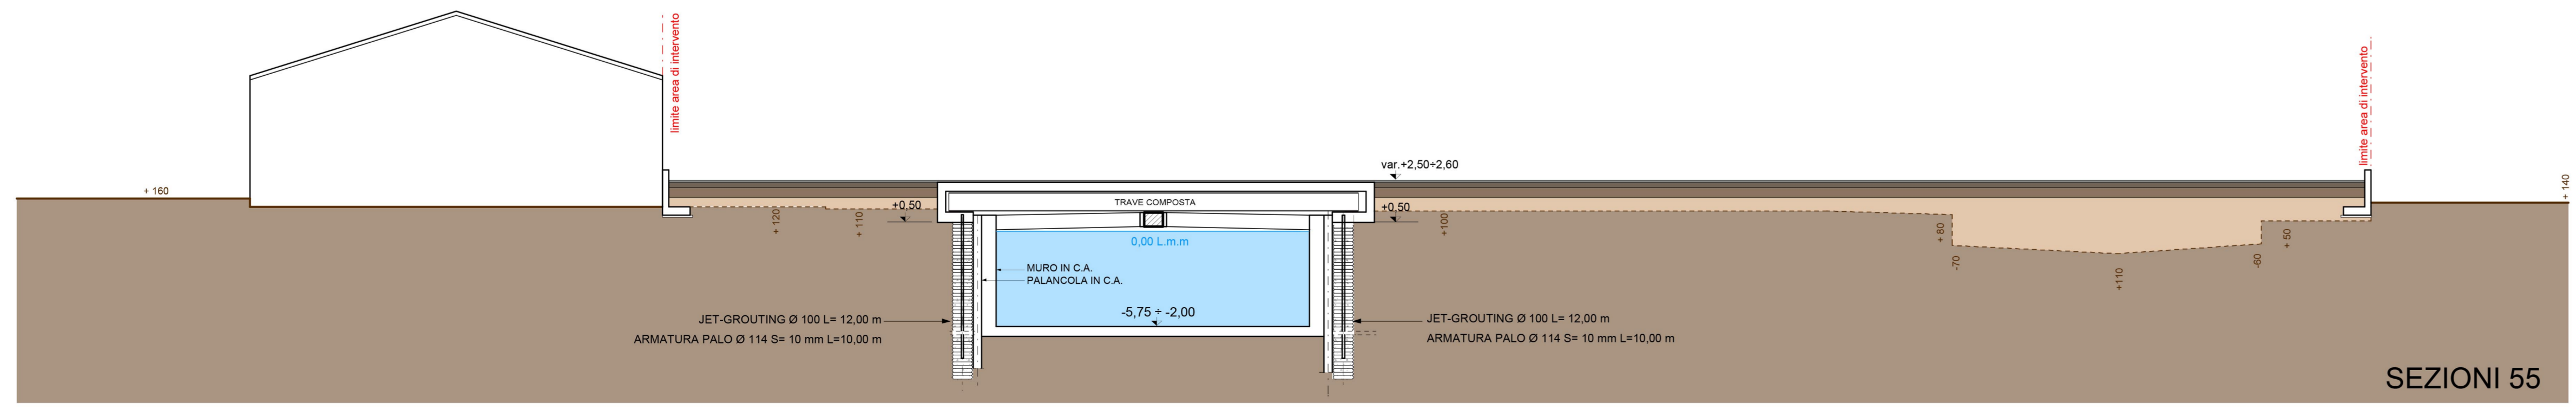 limite area di intervento
limite area di intervento
var.+2,50÷2,60
+ 160
+ 140
TRAVE COMPOSTA
+0,50
+0,50
+ 120
+ 110
+100
+ 80
-70
+110
-60
+ 50
0,00 L.m.m
MURO IN C.A.
PALANCOLA IN C.A.
-5,75 ÷ -2,00
JET-GROUTING Ø 100 L= 12,00 m
ARMATURA PALO Ø 114 S= 10 mm L=10,00 m
JET-GROUTING Ø 100 L= 12,00 m
ARMATURA PALO Ø 114 S= 10 mm L=10,00 m
SEZIONI 55